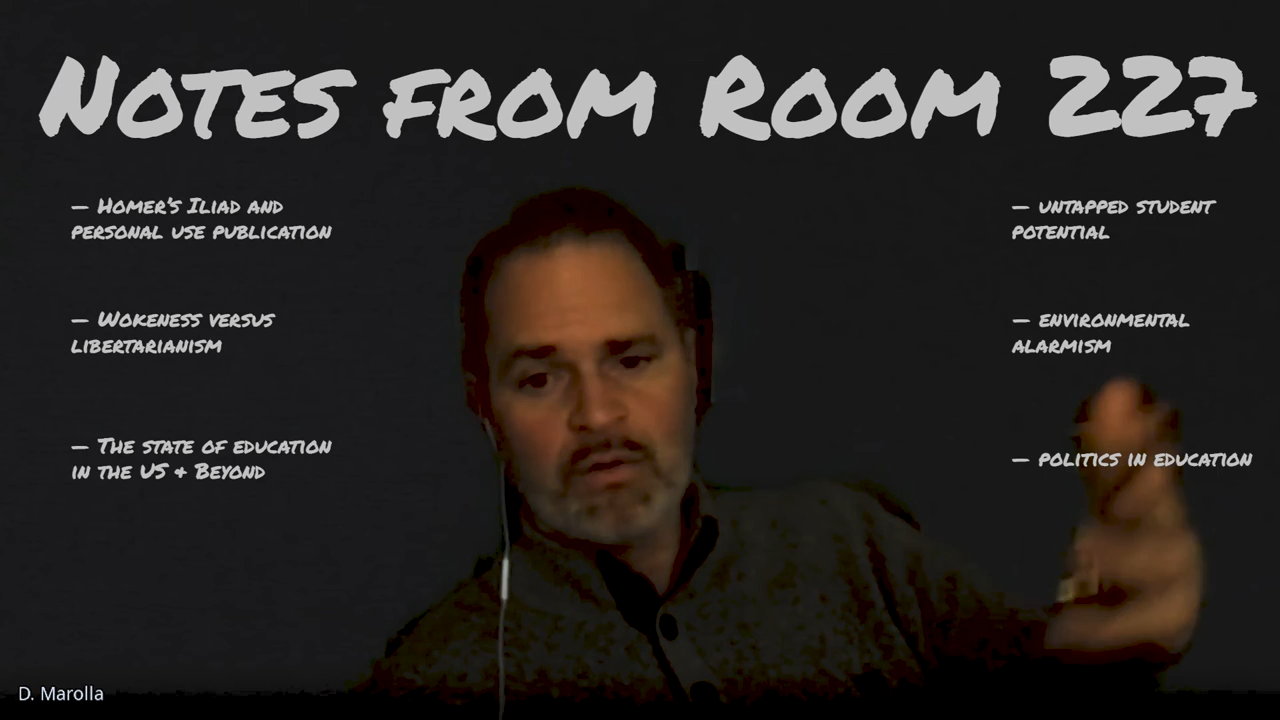 Notes from Room 227
— Homer's Iliad and
personal use publication
— Wokeness versus
libertarianism
— The state of education
in the US & Beyond
— untapped student
potential
— environmental
alarmism
— politics in education
D. Marolla